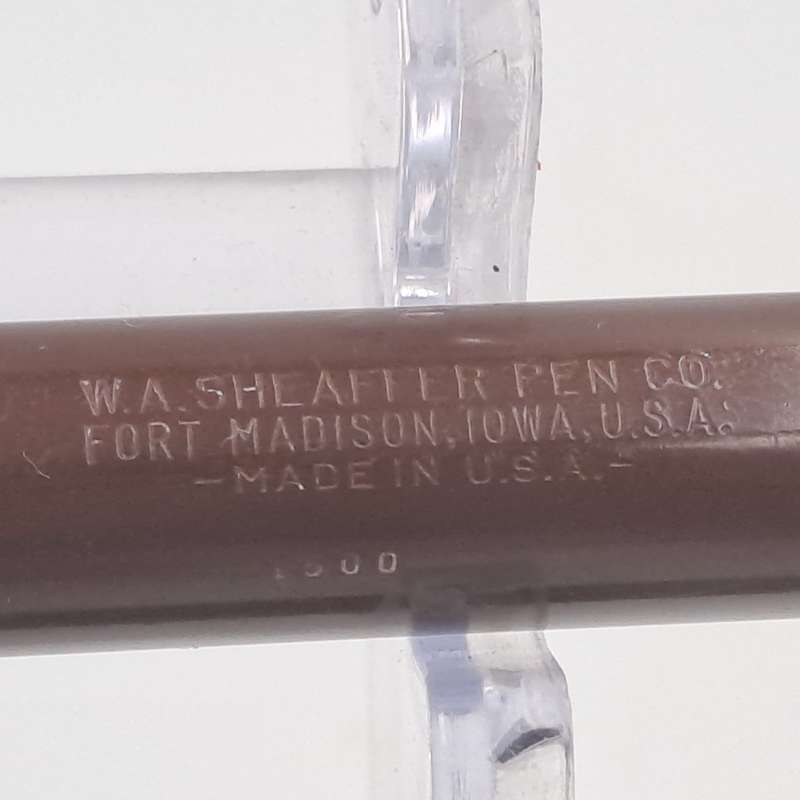 W.A. SHEAFFER PEN CO.
FORT MADISON, IOWA, U.S.A.
-MADE IN U.S.A.-